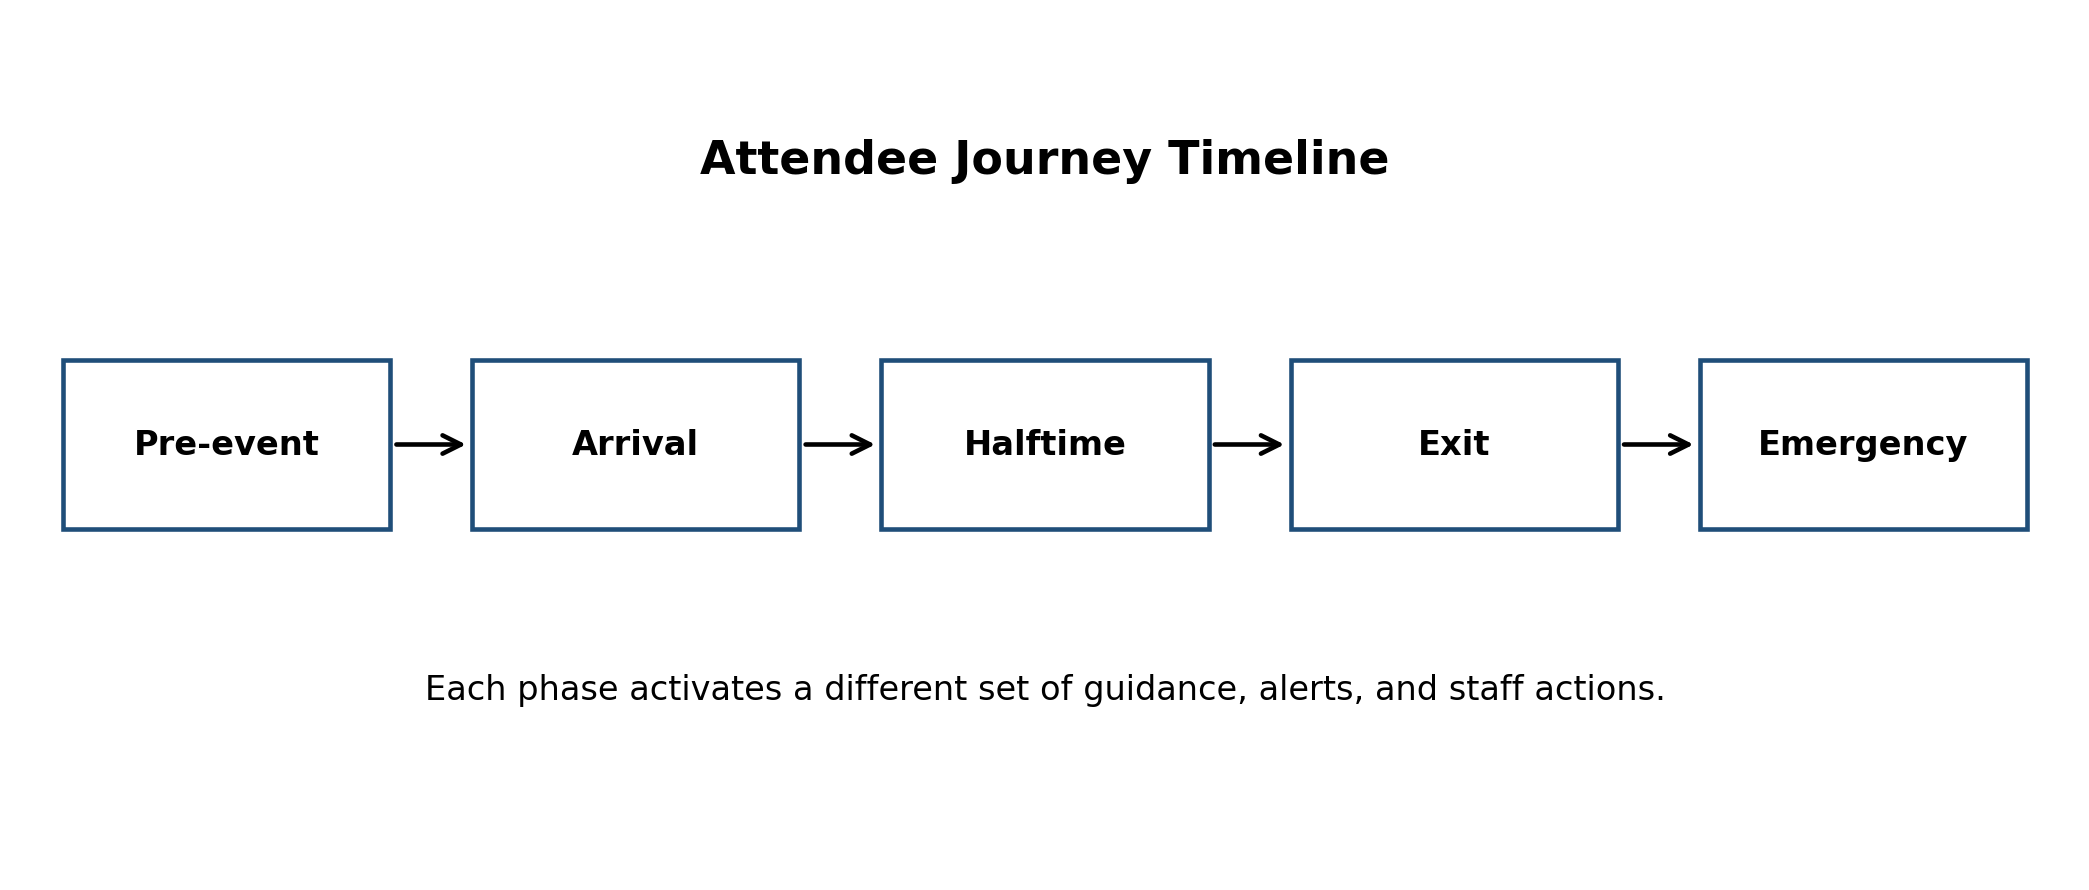 Attendee Journey Timeline
Pre-event
Arrival
Halftime
Exit
Emergency
Each phase activates a different set of guidance, alerts, and staff actions.